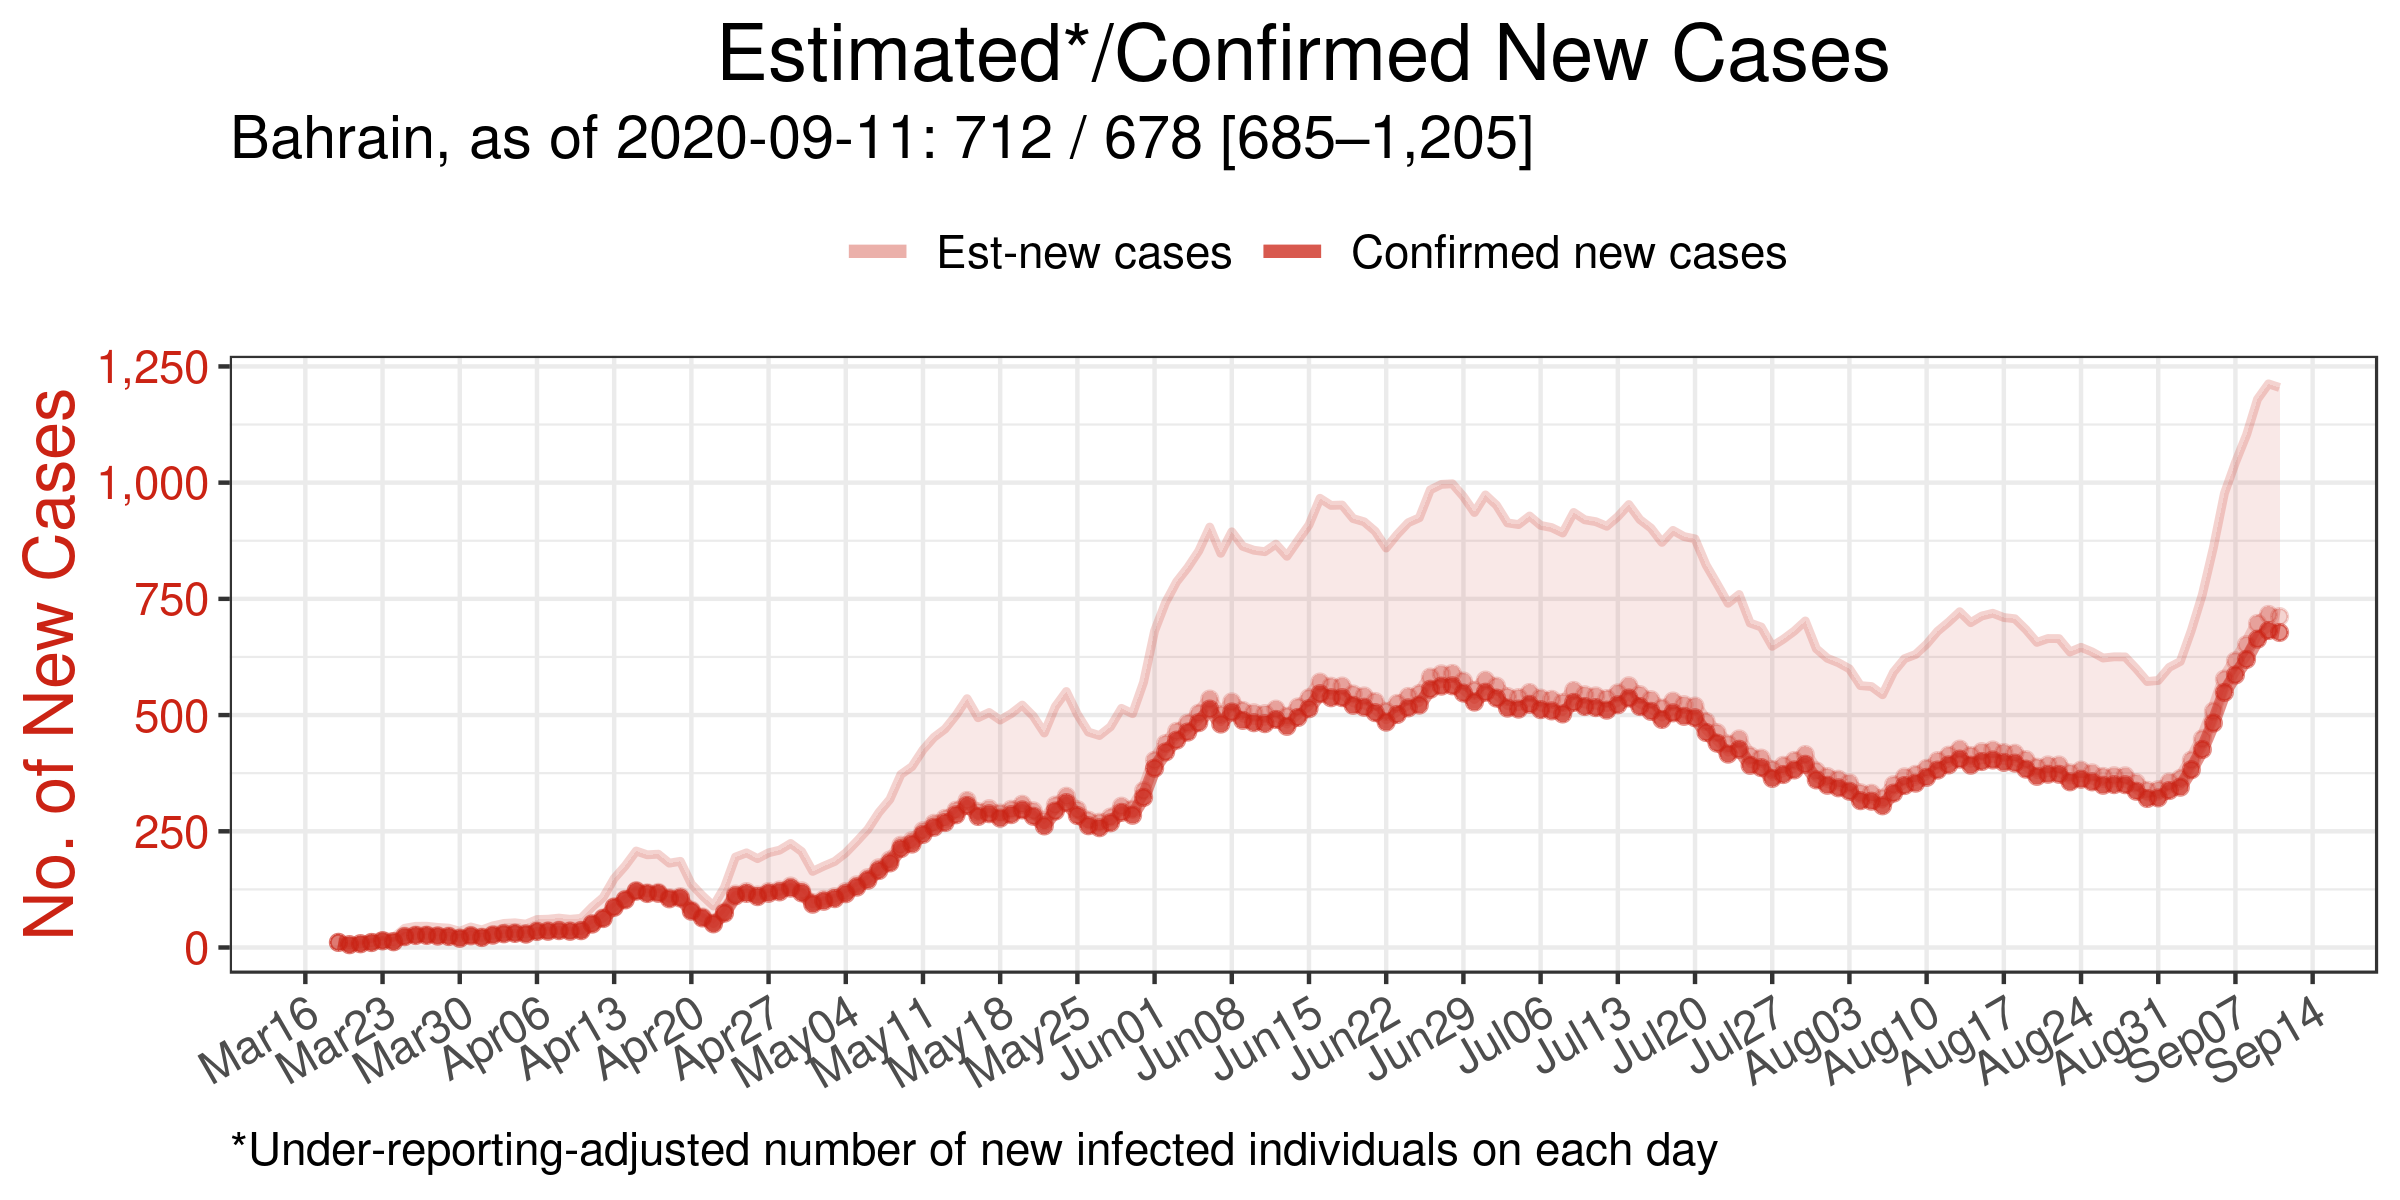 Estimated*/Confirmed New Cases
Bahrain, as of 2020-09-11: 712 / 678 [685–1,205]
Est-new cases
Confirmed new cases
No. of New Cases
1,250
1,000
750
500
250
0
Mar16
Mar23
Mar30
Apr06
Apr13
Apr20
Apr27
May04
May11
May18
May25
Jun01
Jun08
Jun15
Jun22
Jun29
Jul06
Jul13
Jul20
Jul27
Aug03
Aug10
Aug17
Aug24
Aug31
Sep07
Sep14
*Under-reporting-adjusted number of new infected individuals on each day